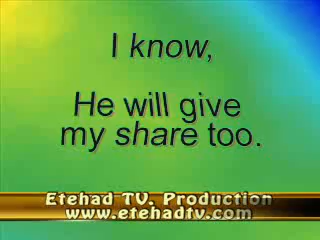 I know,
He will give
my share too.
Etehad TV. Production
www.etehadtv.com